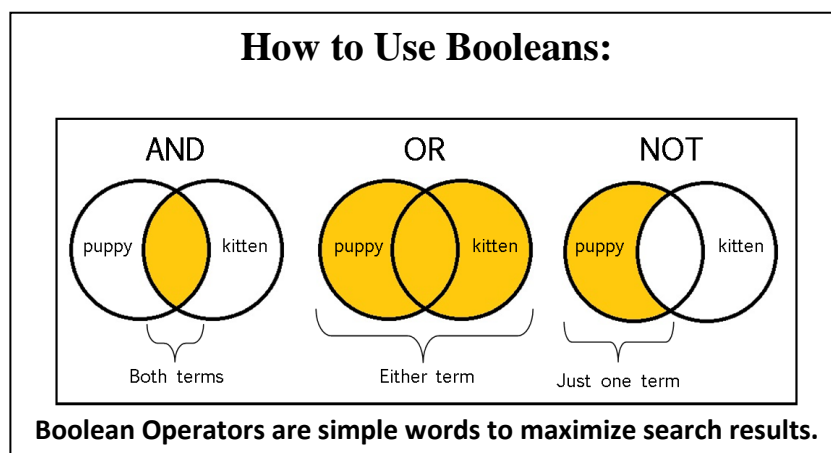 How to Use Booleans:
AND OR NOT
puppy kitten puppy kitten puppy kitten
Both terms Either term Just one term
Boolean Operators are simple words to maximize search results.